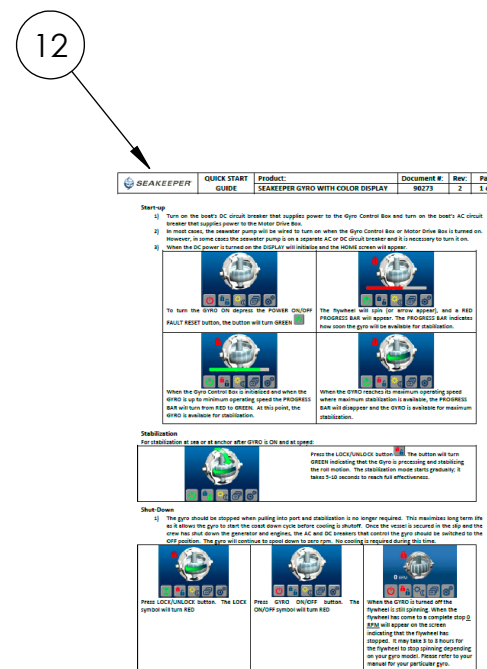 12
SEAKEEPER
QUICK START
GUIDE
Product:
SEAKEEPER GYRO WITH COLOR DISPLAY
Document #:
90273
Rev:
2
Start-up
1) Turn on the boat's DC circuit breaker that supplies power to the Gyro Control Box and turn on the boat's AC circuit
breaker that supplies power to the Motor Drive Box.
2) In most cases, the seawater pump will be wired to turn on when the Gyro Control Box or Motor Drive Box is turned on.
However, in some cases the seawater pump is on a separate AC or DC circuit breaker and it is necessary to turn it on.
3) When the DC power is turned on the DISPLAY will initialize and the HOME screen will appear.
To turn the GYRO ON depress the POWER ON/OFF
FAULT RESET button, the button will turn GREEN
The flywheel will spin (or arrow appear), and a RED
PROGRESS BAR will appear. The PROGRESS BAR indicates
how soon the gyro will be available for stabilization.
When the Gyro Control Box is initialized and when the
GYRO is up to minimum operating speed the PROGRESS
BAR will turn from RED to GREEN. At this point, the
GYRO is available for stabilization.
When the GYRO reaches its maximum operating speed
where maximum stabilization is available, the PROGRESS
BAR will disappear and the GYRO is available for maximum
stabilization.
Stabilization
For stabilization at sea or at anchor after GYRO is ON and at speed:
Press the LOCK/UNLOCK button. The button will turn
GREEN indicating that the Gyro is processing and stabilizing
the roll motion. The stabilization mode starts gradually; it
takes 5-10 seconds to reach full effectiveness.
Shut-Down
1) The gyro should be stopped when pulling into port and stabilization is no longer required. This maximizes long term life
as it allows the gyro to start the coast down cycle before cooling is shutoff. Once the vessel is secured in the slip and the
crew has shut down the generator and engines, the AC and DC breakers that control the gyro should be switched to the
OFF position. The gyro will continue to spool down to zero rpm. No cooling is required during this time.
0 RPM
Press LOCK/UNLOCK button. The LOCK
symbol will turn RED
Press GYRO ON/OFF button. The
ON/OFF symbol will turn RED
When the GYRO is turned off the
flywheel is still spinning. When the
flywheel has come to a complete stop 0
RPM will appear on the screen
indicating that the flywheel has
stopped. It may take 3 to 8 hours for
the flywheel to stop spinning depending
on your gyro model. Please refer to your
manual for your particular gyro.